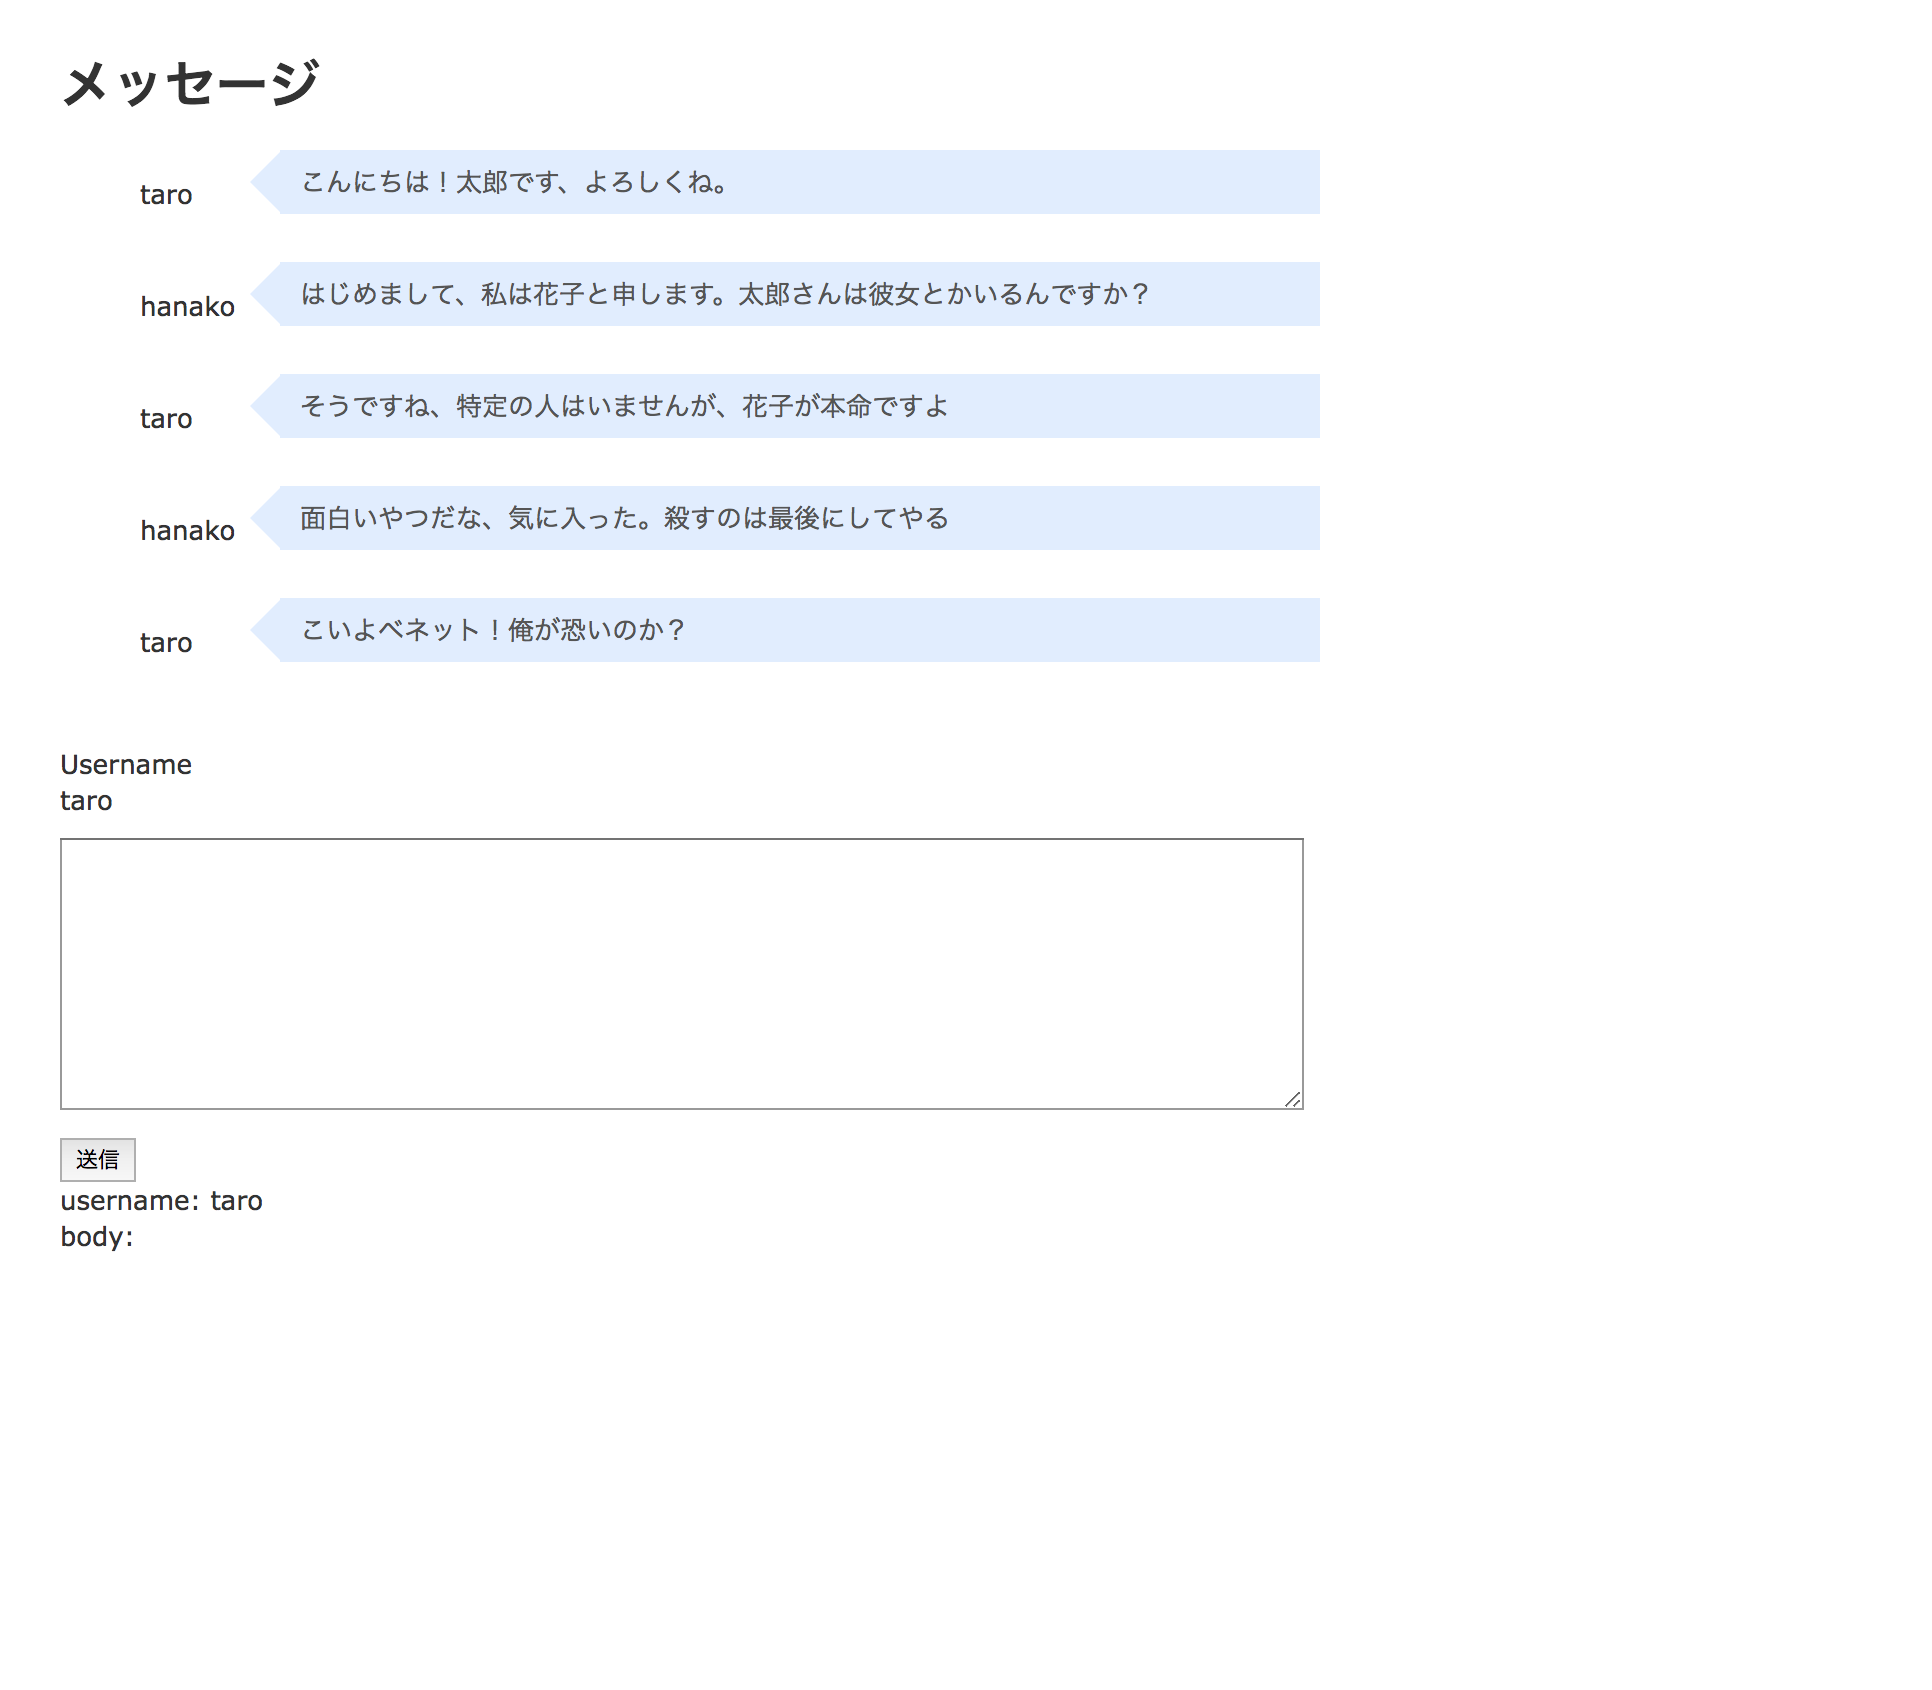 メッセージ
taro
こんにちは！太郎です、よろしくね。
hanako
はじめまして、私は花子と申します。太郎さんは彼女とかいるんですか？
taro
そうですね、特定の人はいませんが、花子が本命ですよ
hanako
面白いやつだな、気に入った。殺すのは最後にしてやる
taro
こいよベネット！俺が恐いのか？
Username
taro
送信
username: taro
body: